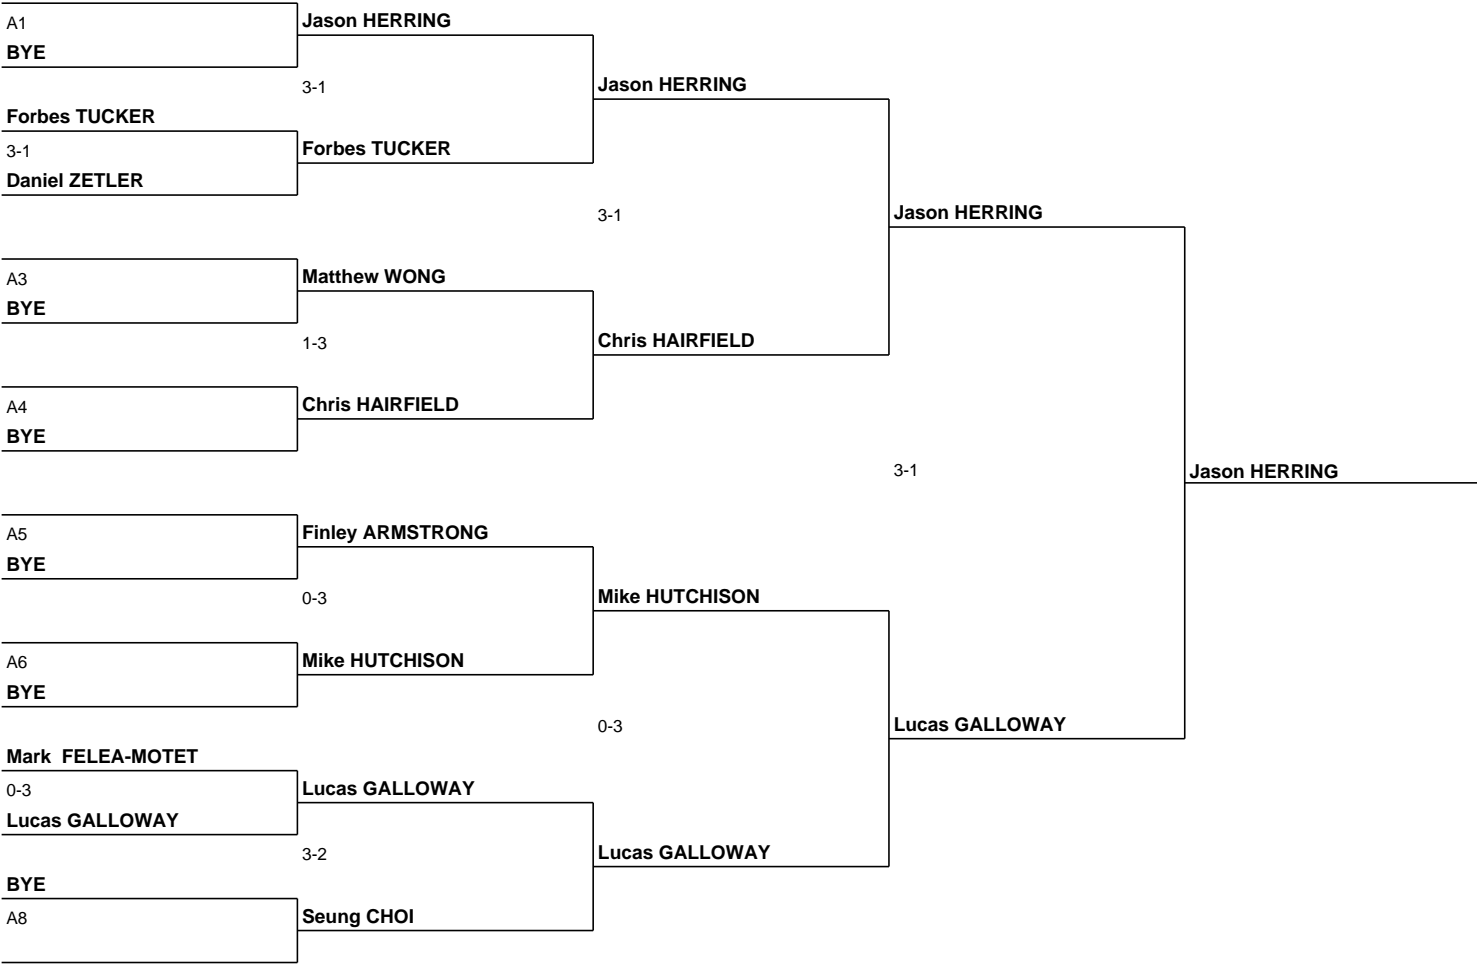 A1
BYE
Jason HERRING
3-1
Forbes TUCKER
3-1
Daniel ZETLER
Forbes TUCKER
Jason HERRING
3-1
A3
BYE
Matthew WONG
1-3
A4
BYE
Chris HAIRFIELD
Chris HAIRFIELD
Jason HERRING
3-1
Jason HERRING
A5
BYE
Finley ARMSTRONG
0-3
A6
BYE
Mike HUTCHISON
Mike HUTCHISON
0-3
Mark  FELEA-MOTET
0-3
Lucas GALLOWAY
Lucas GALLOWAY
3-2
BYE
A8
Seung CHOI
Lucas GALLOWAY
Lucas GALLOWAY